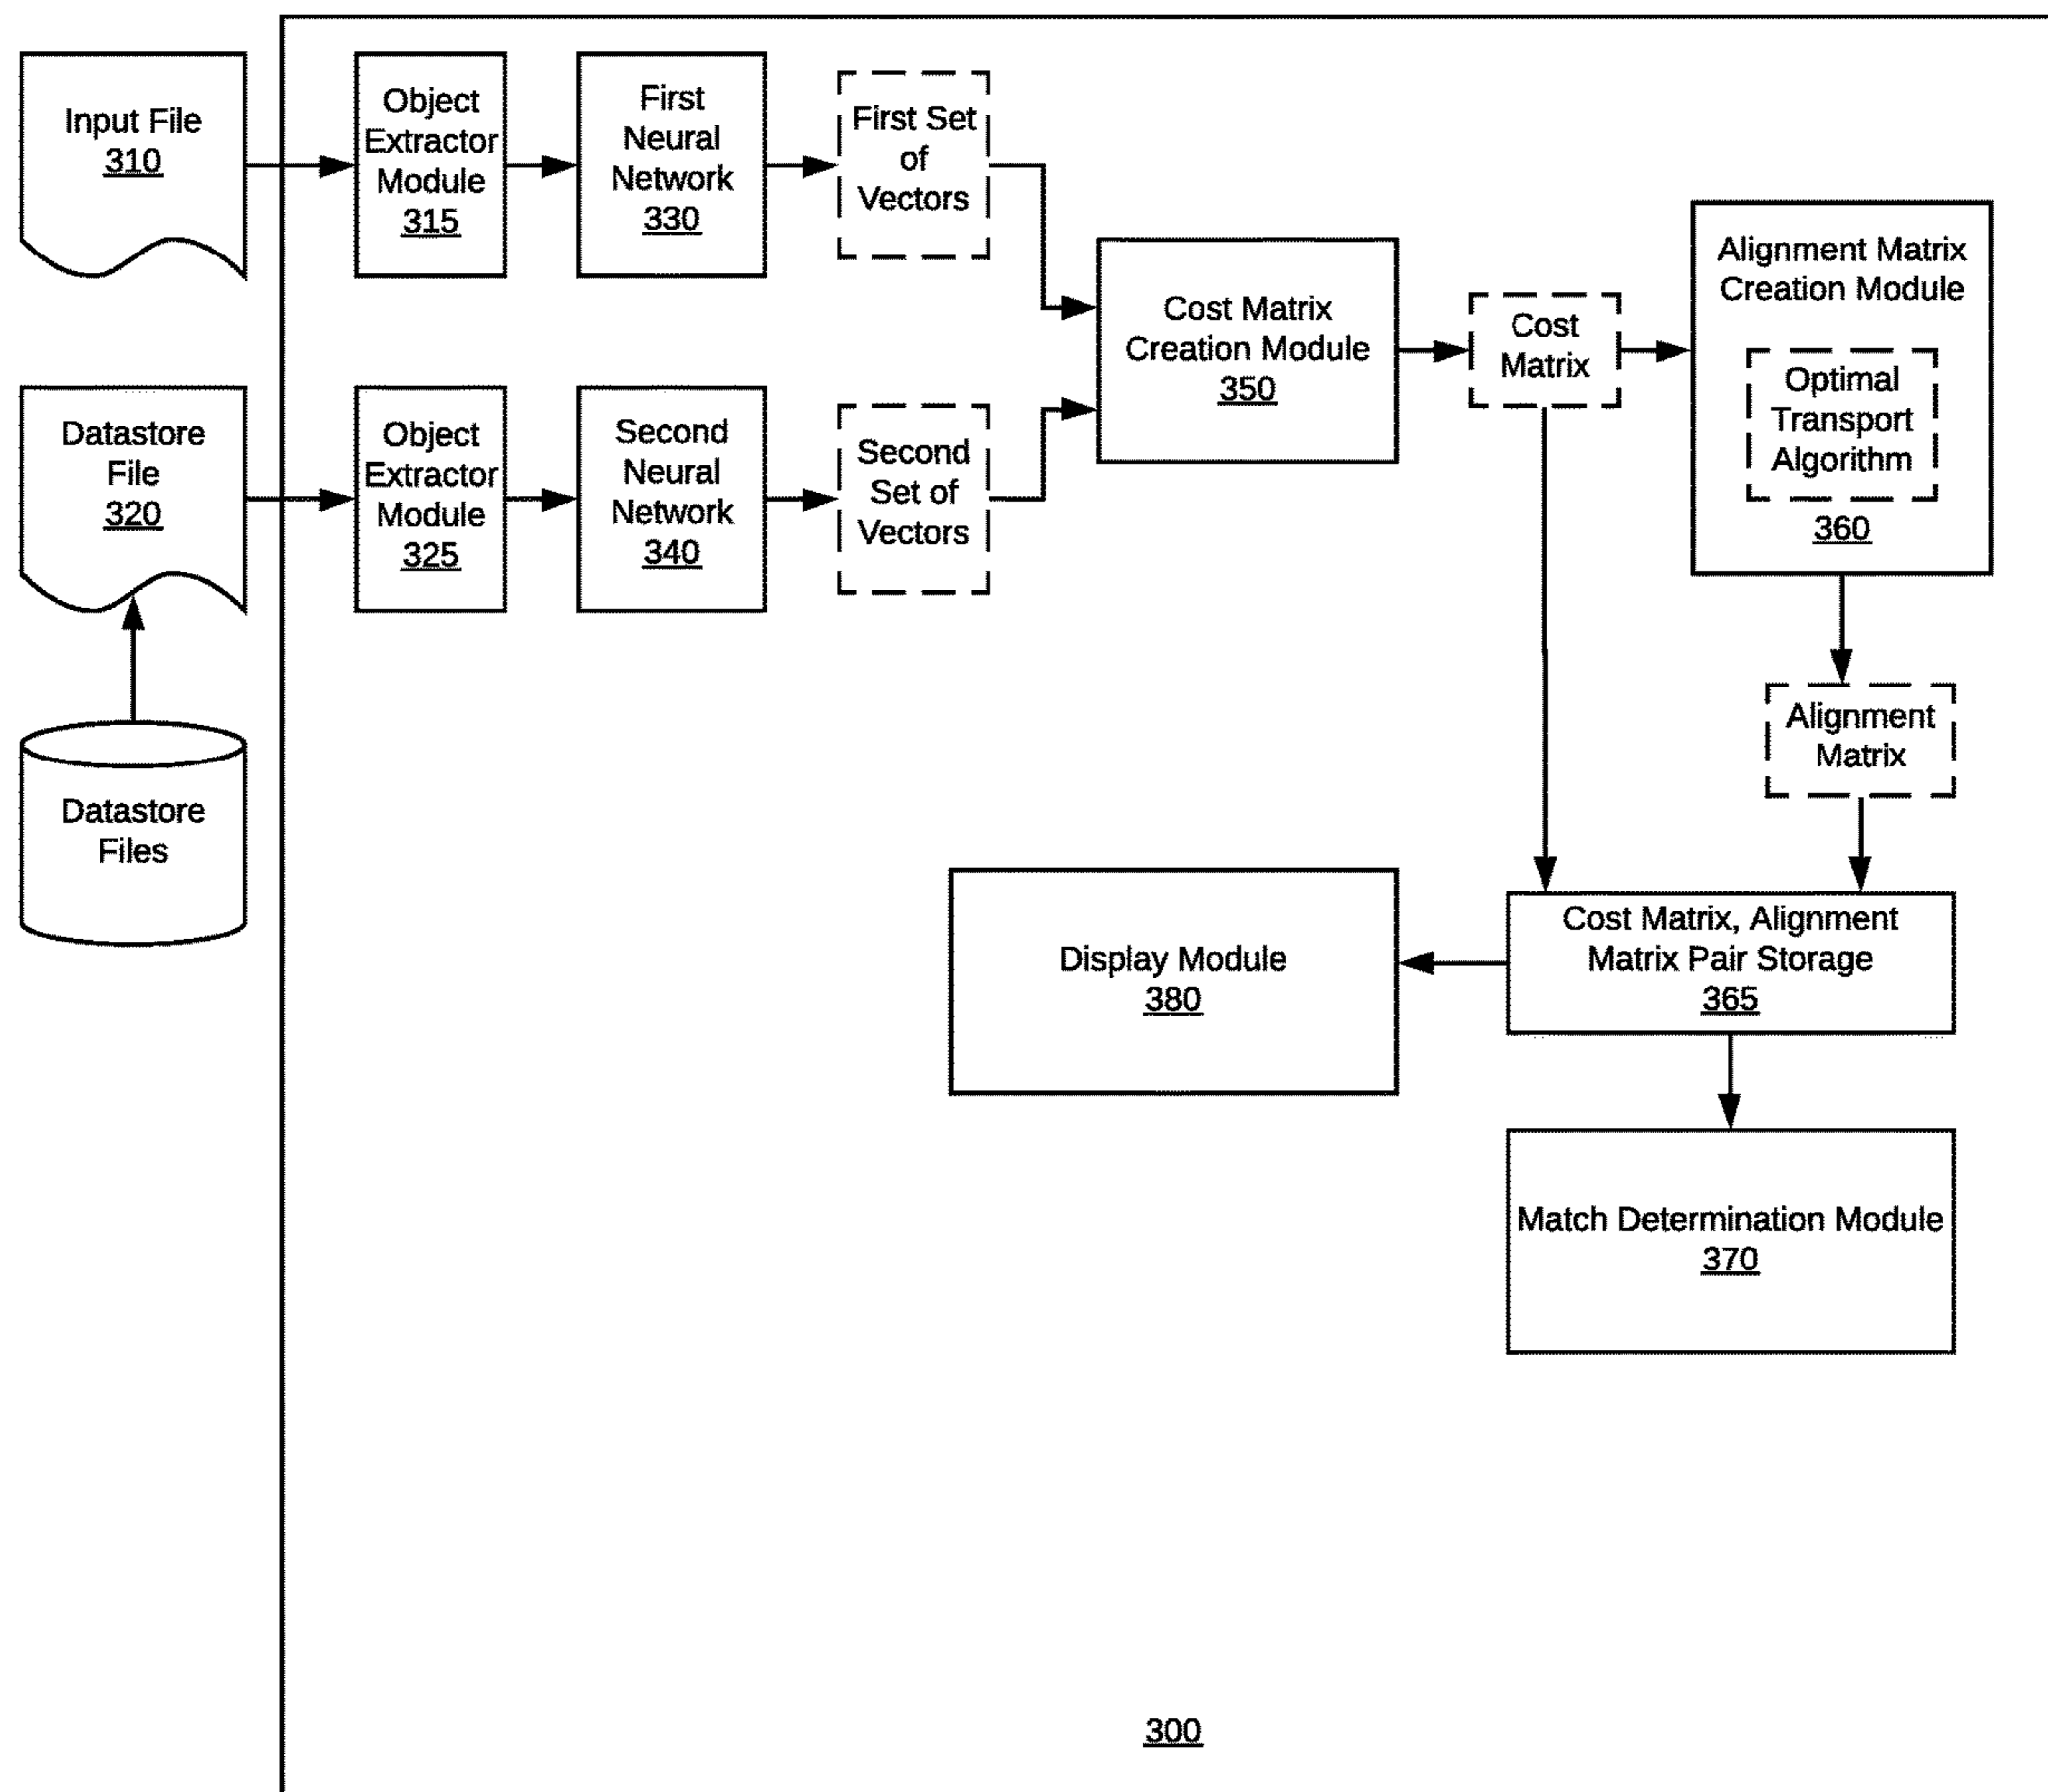 Input File
310
Object
Extractor
Module
315
First
Neural
Network
330
First Set
of
Vectors
Datastore
File
320
Object
Extractor
Module
325
Second
Neural
Network
340
Second
Set of
Vectors
Cost Matrix
Creation Module
350
Cost
Matrix
Alignment Matrix
Creation Module
Optimal
Transport
Algorithm
360
Alignment
Matrix
Datastore
Files
Display Module
380
Cost Matrix, Alignment
Matrix Pair Storage
365
Match Determination Module
370
300